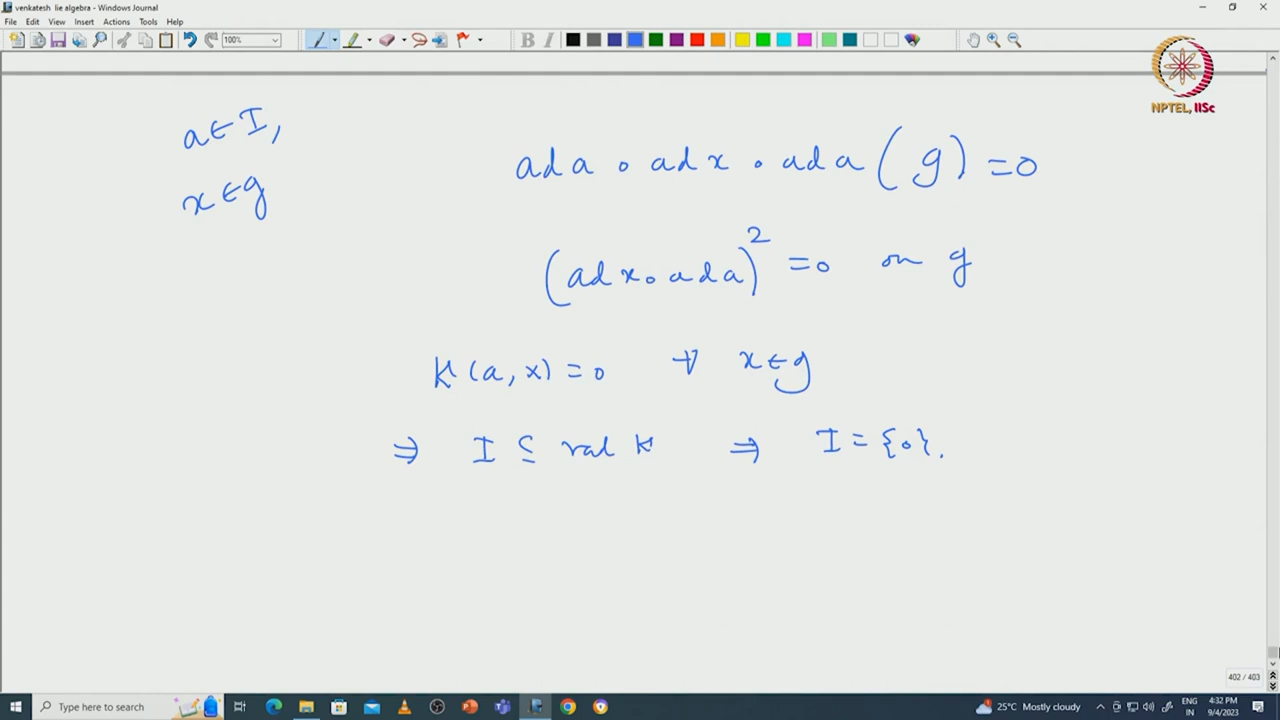 venkatesh lie algebra - Windows Journal
File Edit View Insert Actions Tools Help
100%
NPTEL, IISc
a ∈ I,
x ∈ g
ad a ∘ ad x ∘ ad a (g) = 0
(ad x ∘ ad a)² = 0 on g
K(a, x) = 0 ∀ x ∈ g
⇒ I ⊆ rad K ⇒ I = {0}.
402 / 403
Type here to search
25°C Mostly cloudy
ENG
IN
4:32 PM
9/4/2023